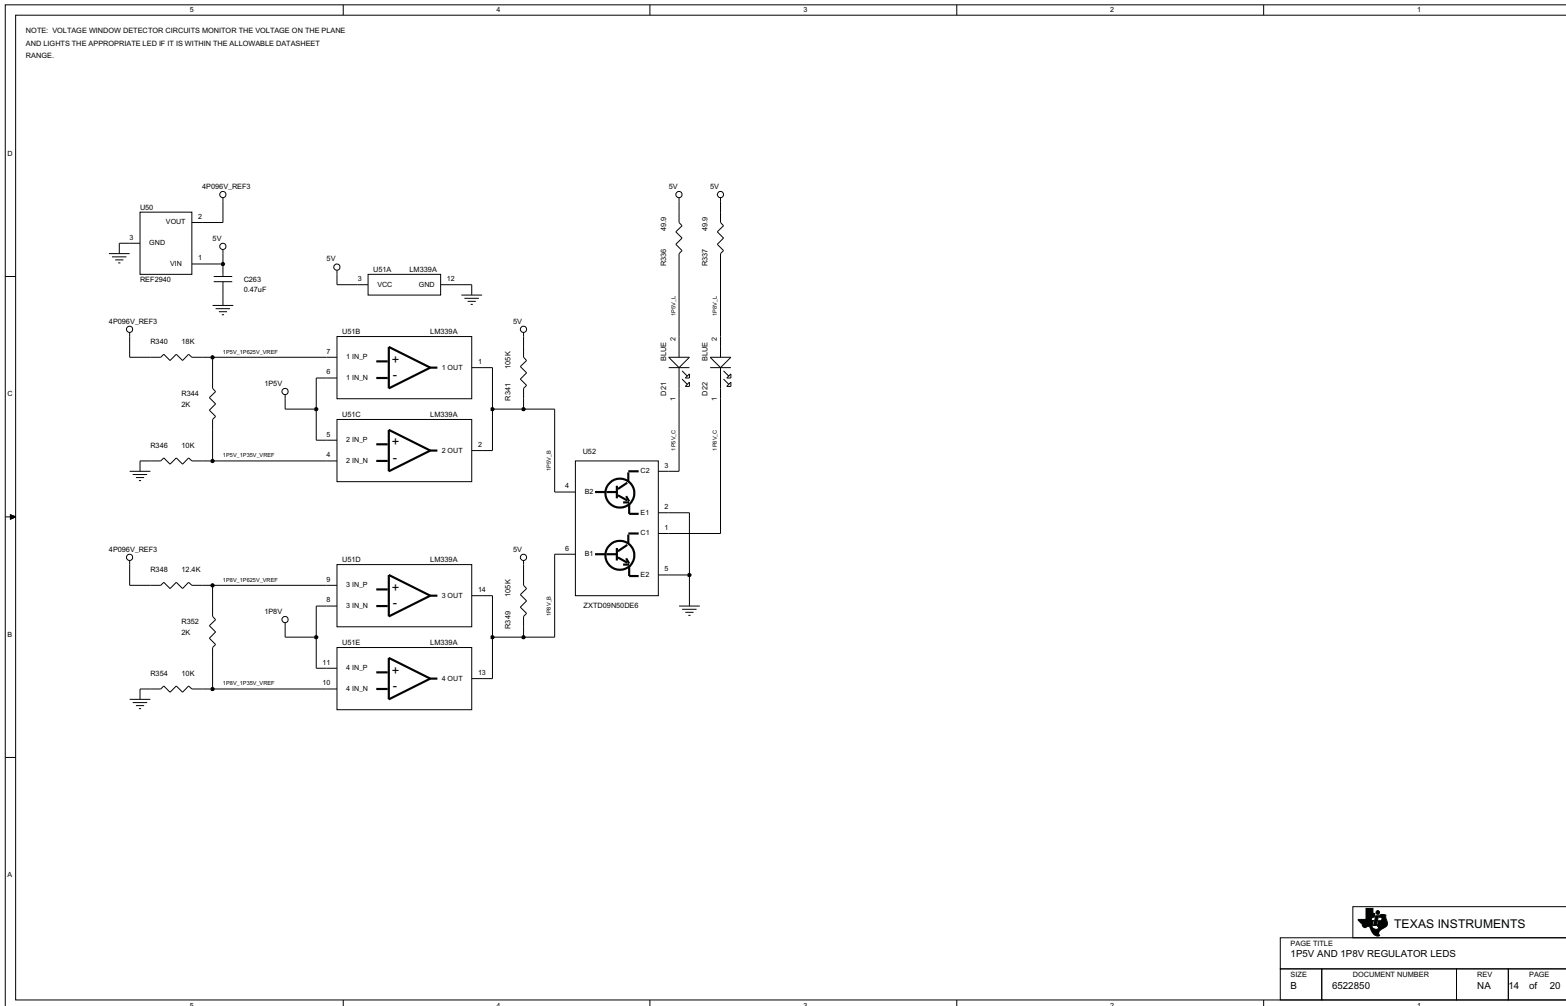 5
4
3
2
1
NOTE: VOLTAGE WINDOW DETECTOR CIRCUITS MONITOR THE VOLTAGE ON THE PLANE
AND LIGHTS THE APPROPRIATE LED IF IT IS WITHIN THE ALLOWABLE DATASHEET
RANGE.
D
4P096V_REF3
U50
VOUT
2
3
GND
5V
VIN
1
REF2940
C263
0.47uF
5V
U51A
LM339A
3
VCC
GND
12
5V
5V
49.9
49.9
R336
R337
1P5V_L
1P8V_L
2
2
BLUE
BLUE
D21
D22
1
1
1P5V_C
1P8V_C
4P096V_REF3
R340
18K
1P5V_1P625V_VREF
U51B
LM339A
7
1 IN_P
+
1 OUT
1
6
1 IN_N
-
5V
105K
R341
C
R344
2K
1P5V
U51C
LM339A
5
2 IN_P
+
2 OUT
2
4
2 IN_N
-
R346
10K
1P5V_1P35V_VREF
1P5V_B
U52
C2
3
4
B2
E1
2
C1
1
6
B1
E2
5
ZXTD09N50DE6
4P096V_REF3
R348
12.4K
1P8V_1P625V_VREF
U51D
LM339A
9
3 IN_P
+
3 OUT
14
8
3 IN_N
-
5V
105K
R349
1P8V_B
B
R352
2K
1P8V
U51E
LM339A
11
4 IN_P
+
4 OUT
13
10
4 IN_N
-
R354
10K
1P8V_1P35V_VREF
A
TEXAS INSTRUMENTS
PAGE TITLE
1P5V AND 1P8V REGULATOR LEDS
SIZE
DOCUMENT NUMBER
REV
PAGE
B
6522850
NA
14 of 20
5
4
3
2
1